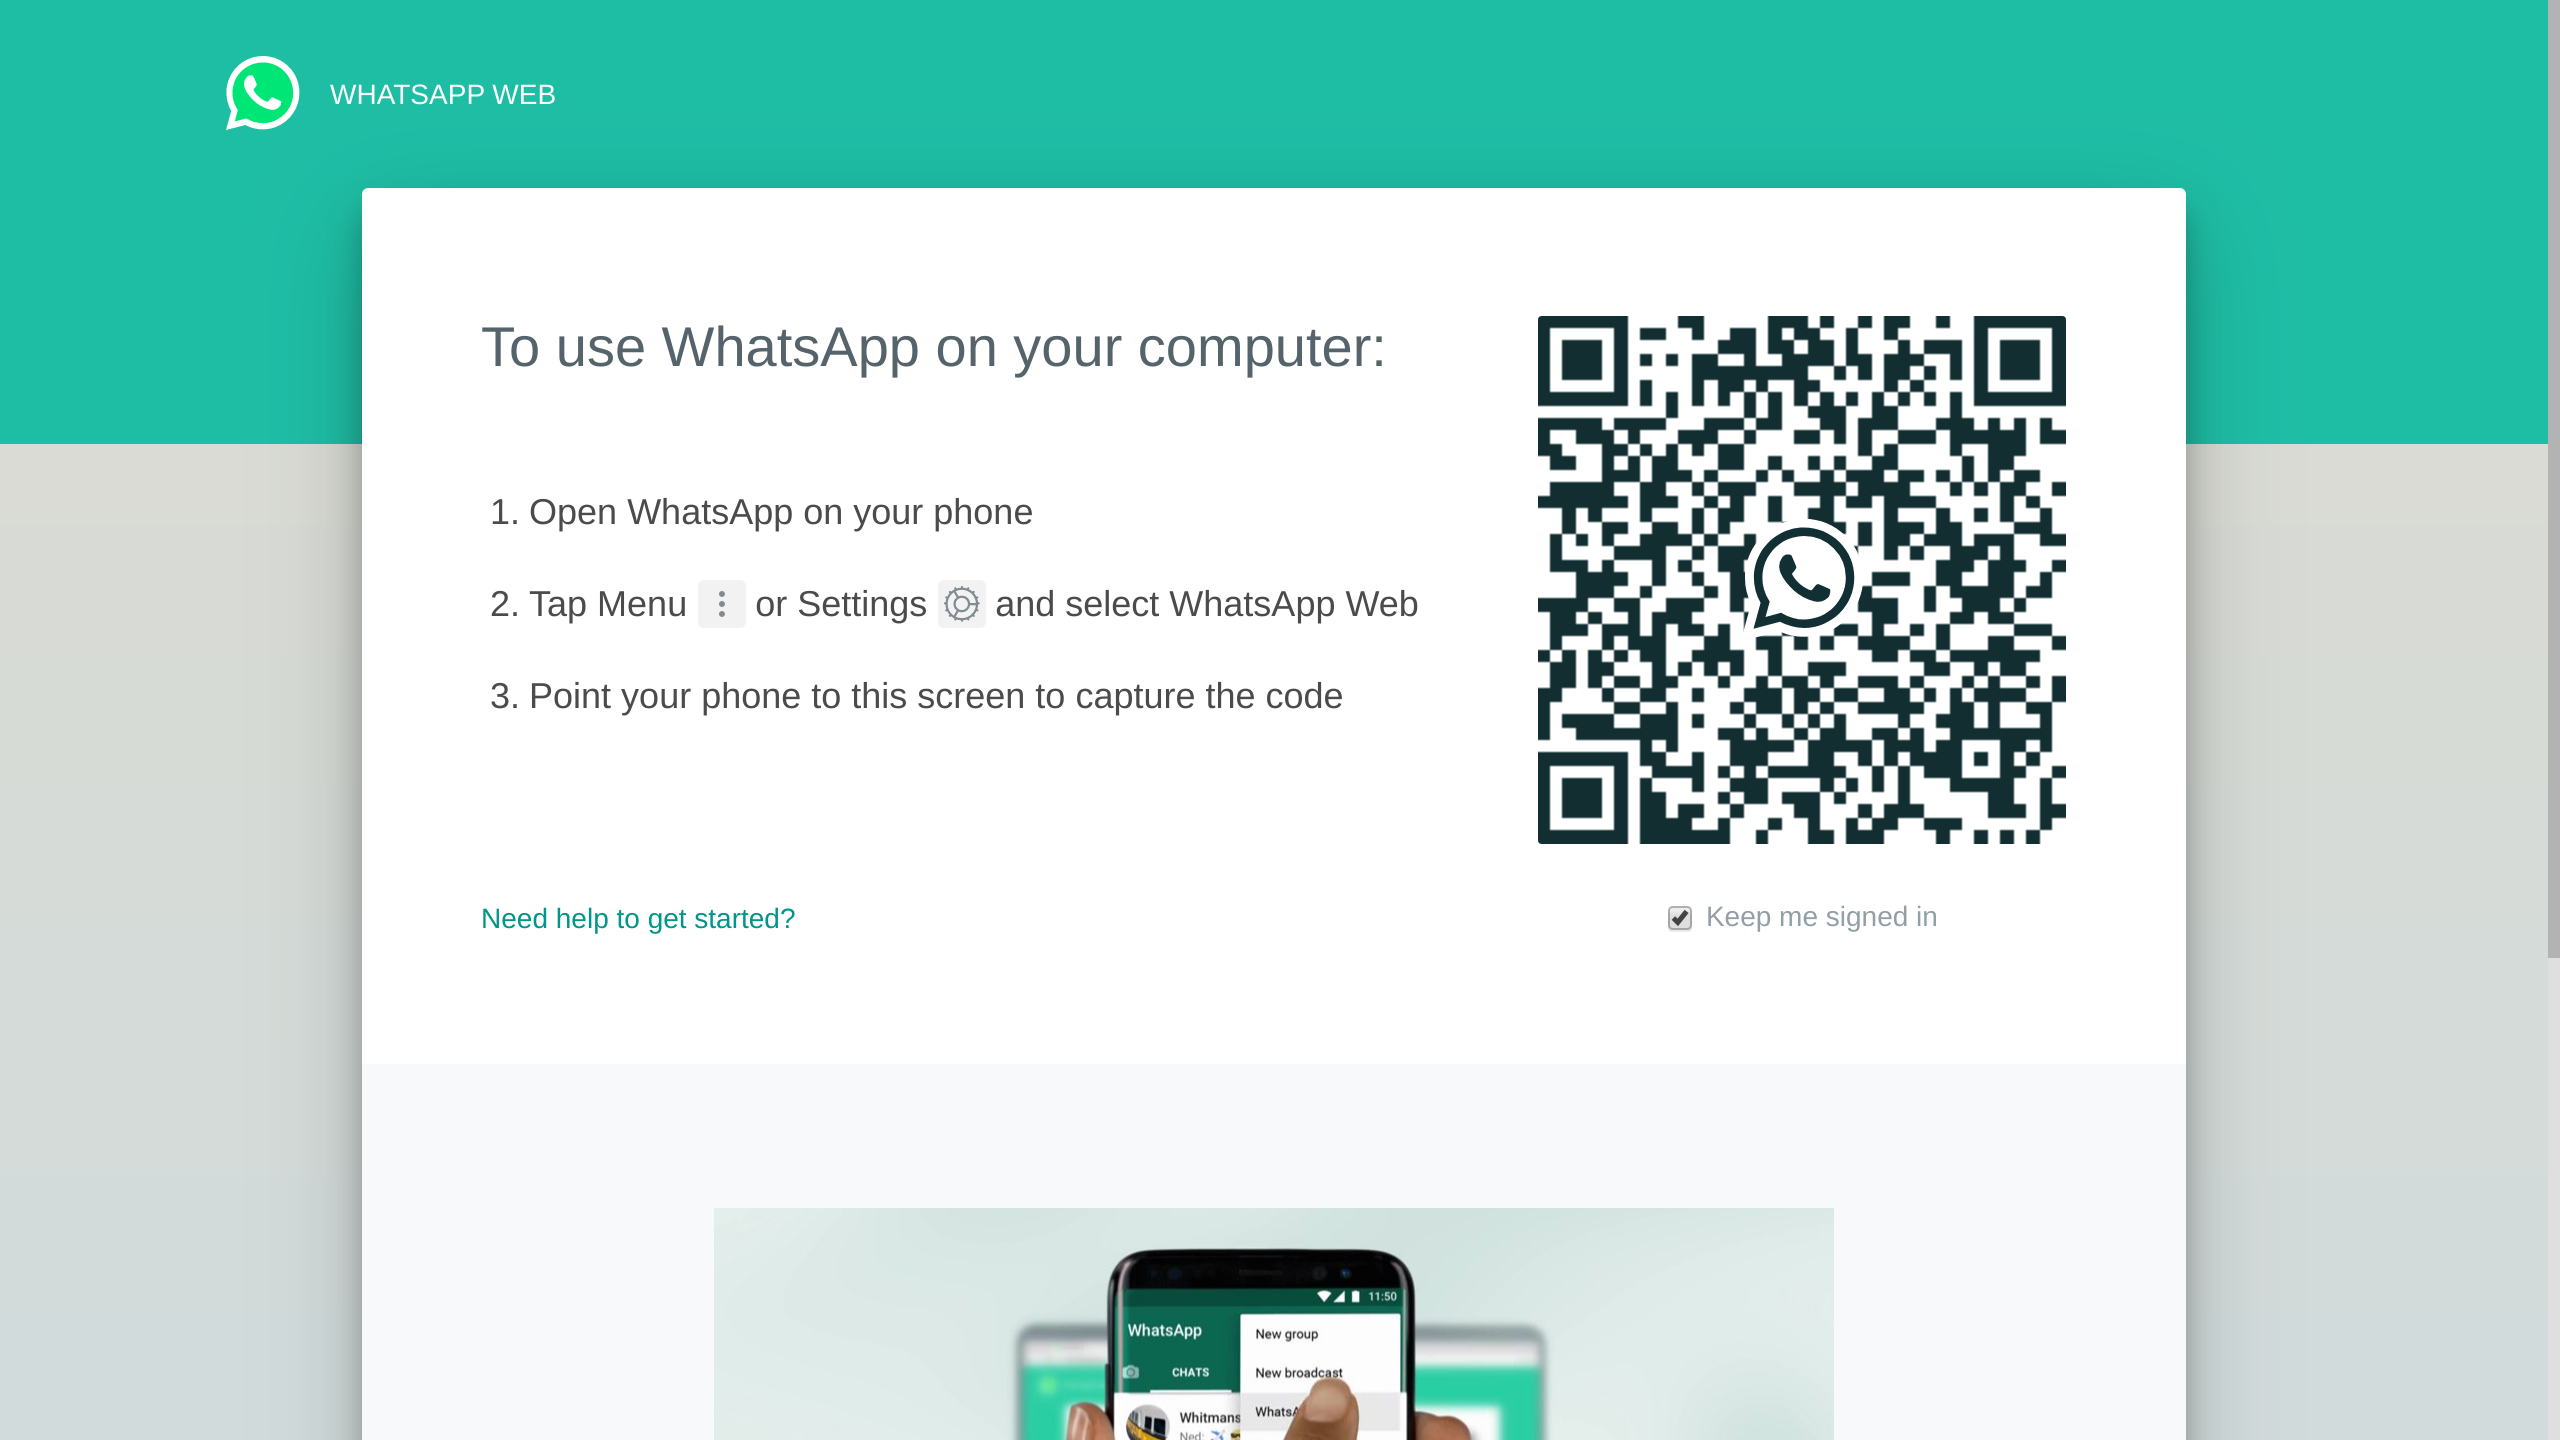 WHATSAPP WEB
To use WhatsApp on your computer:
1. Open WhatsApp on your phone
2. Tap Menu or Settings and select WhatsApp Web
3. Point your phone to this screen to capture the code
Need help to get started?
Keep me signed in
11:50
WhatsApp
New group
New broadcast
CHATS
WhatsA
Whitmans
Ned: